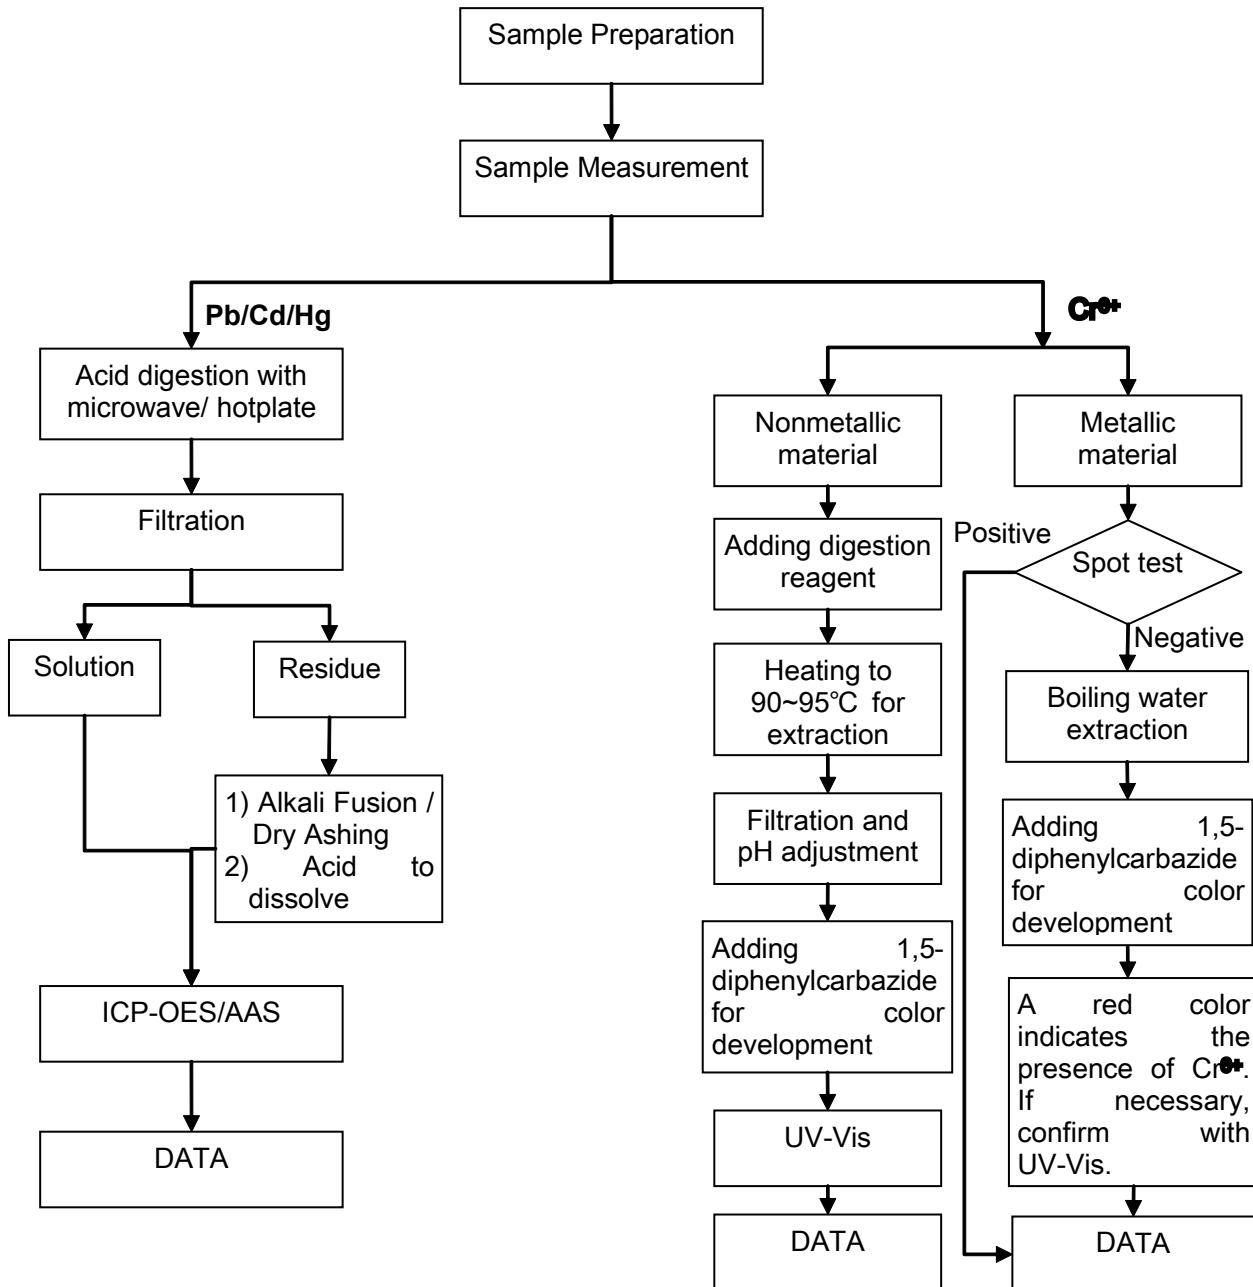 Sample Preparation
Sample Measurement
Pb/Cd/Hg
Acid digestion with
microwave/ hotplate
Filtration
Solution
Residue
1) Alkali Fusion /
Dry Ashing
2) Acid to
dissolve
ICP-OES/AAS
DATA
Cr⁶⁺
Nonmetallic
material
Adding digestion
reagent
Heating to
90~95℃ for
extraction
Filtration and
pH adjustment
Adding 1,5-
diphenylcarbazide
for color
development
UV-Vis
DATA
Metallic
material
Positive
Spot test
Negative
Boiling water
extraction
Adding 1,5-
diphenylcarbazide
for color
development
A red color
indicates the
presence of Cr⁶⁺.
If necessary,
confirm with
UV-Vis.
DATA